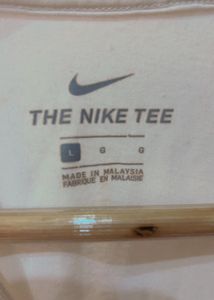 THE NIKE TEE
L G G
MADE IN MALAYSIA
FABRIQUÉ EN MALAISIE